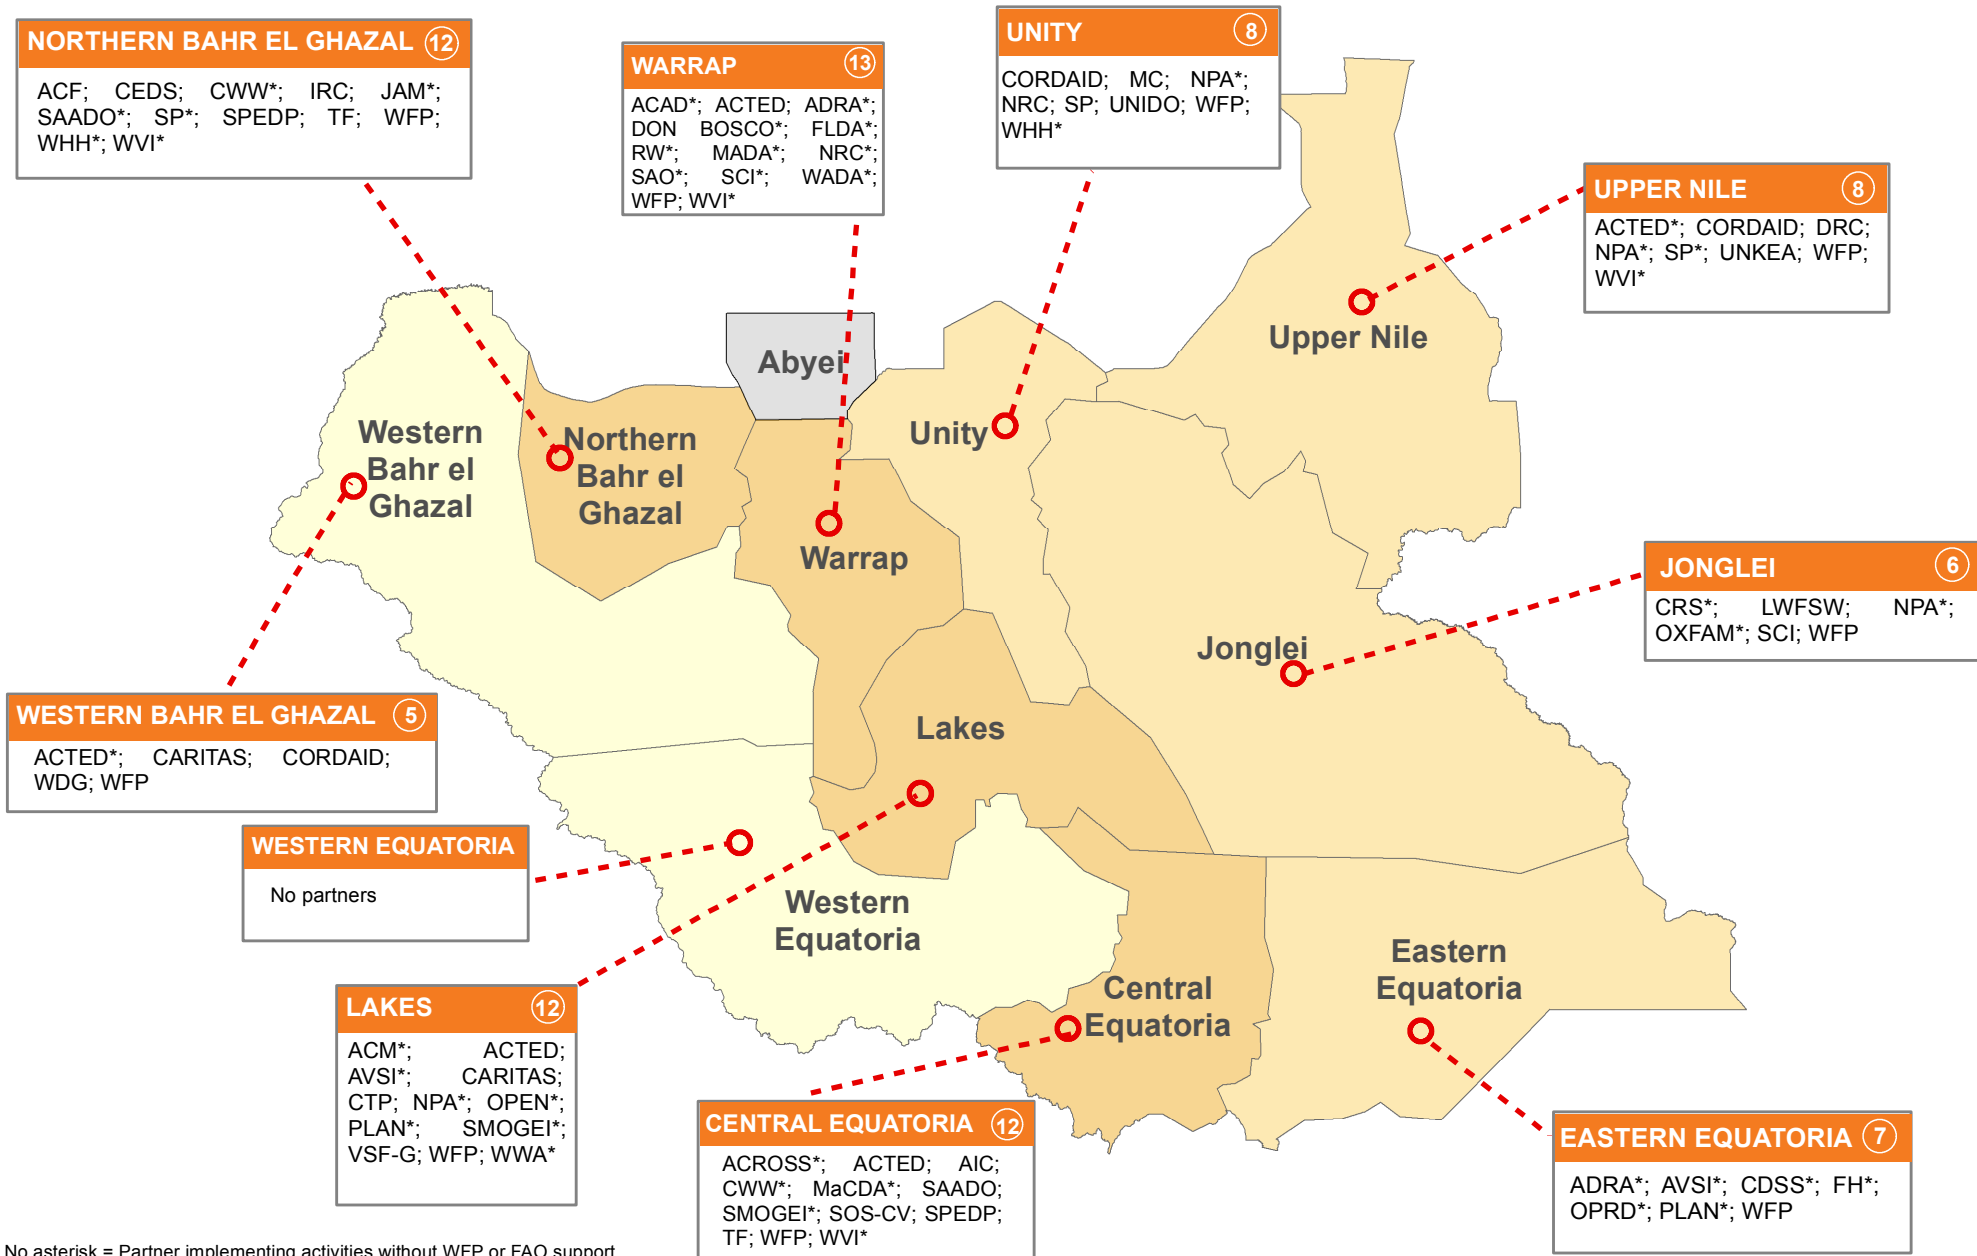 NORTHERN BAHR EL GHAZAL 12
ACF; CEDS; CWW*; IRC; JAM*;
SAADO*; SP*; SPEDP; TF; WFP;
WHH*; WVI*
WARRAP 13
ACAD*; ACTED; ADRA*;
DON BOSCO*; FLDA*;
RW*; MADA*; NRC*;
SAO*; SCI*; WADA*;
WFP; WVI*
UNITY 8
CORDAID; MC; NPA*;
NRC; SP; UNIDO; WFP;
WHH*
UPPER NILE 8
ACTED*; CORDAID; DRC;
NPA*; SP*; UNKEA; WFP;
WVI*
Upper Nile
Abyei
Western
Bahr el
Ghazal
Northern
Bahr el
Ghazal
Unity
Warrap
JONGLEI 6
CRS*; LWFSW; NPA*;
OXFAM*; SCI; WFP
Jonglei
WESTERN BAHR EL GHAZAL 5
ACTED*; CARITAS; CORDAID;
WDG; WFP
Lakes
WESTERN EQUATORIA
No partners
Western
Equatoria
Eastern
Equatoria
Central
Equatoria
LAKES 12
ACM*; ACTED;
AVSI*; CARITAS;
CTP; NPA*; OPEN*;
PLAN*; SMOGEI*;
VSF-G; WFP; WWA*
CENTRAL EQUATORIA 12
ACROSS*; ACTED; AIC;
CWW*; MaCDA*; SAADO;
SMOGEI*; SOS-CV; SPEDP;
TF; WFP; WVI*
EASTERN EQUATORIA 7
ADRA*; AVSI*; CDSS*; FH*;
OPRD*; PLAN*; WFP
No asterisk = Partner implementing activities without WFP or FAO support